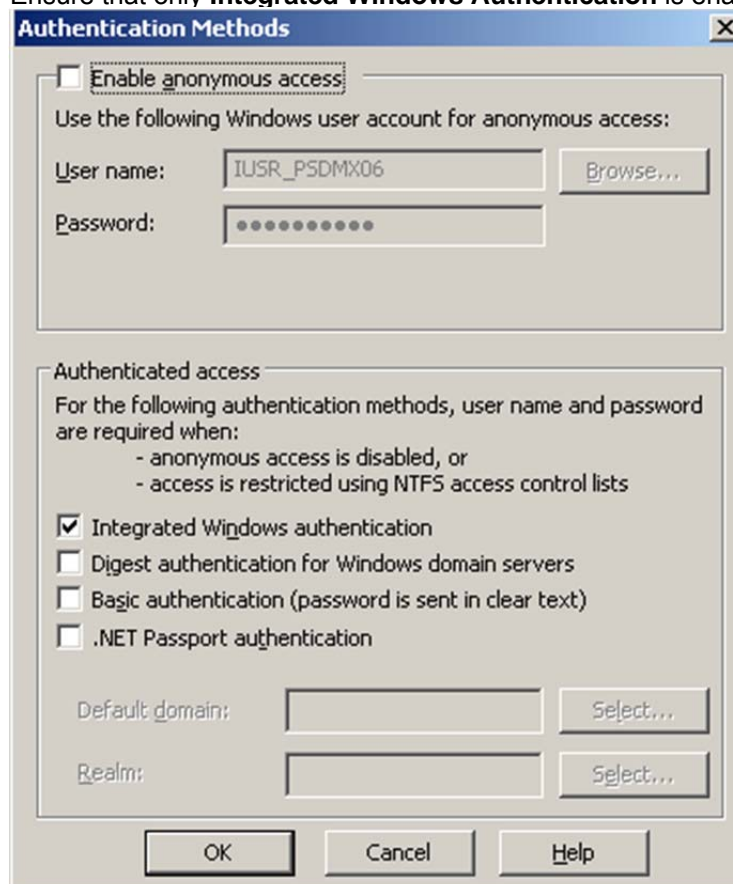 Ensure that only Integrated Windows Authentication is ena
Authentication Methods
Enable anonymous access
Use the following Windows user account for anonymous access:
User name: IUSR_PSDMX06 Browse...
Password: ●●●●●●●●●●
Authenticated access
For the following authentication methods, user name and password
are required when:
- anonymous access is disabled, or
- access is restricted using NTFS access control lists
Integrated Windows authentication
Digest authentication for Windows domain servers
Basic authentication (password is sent in clear text)
.NET Passport authentication
Default domain: Select...
Realm: Select...
OK Cancel Help